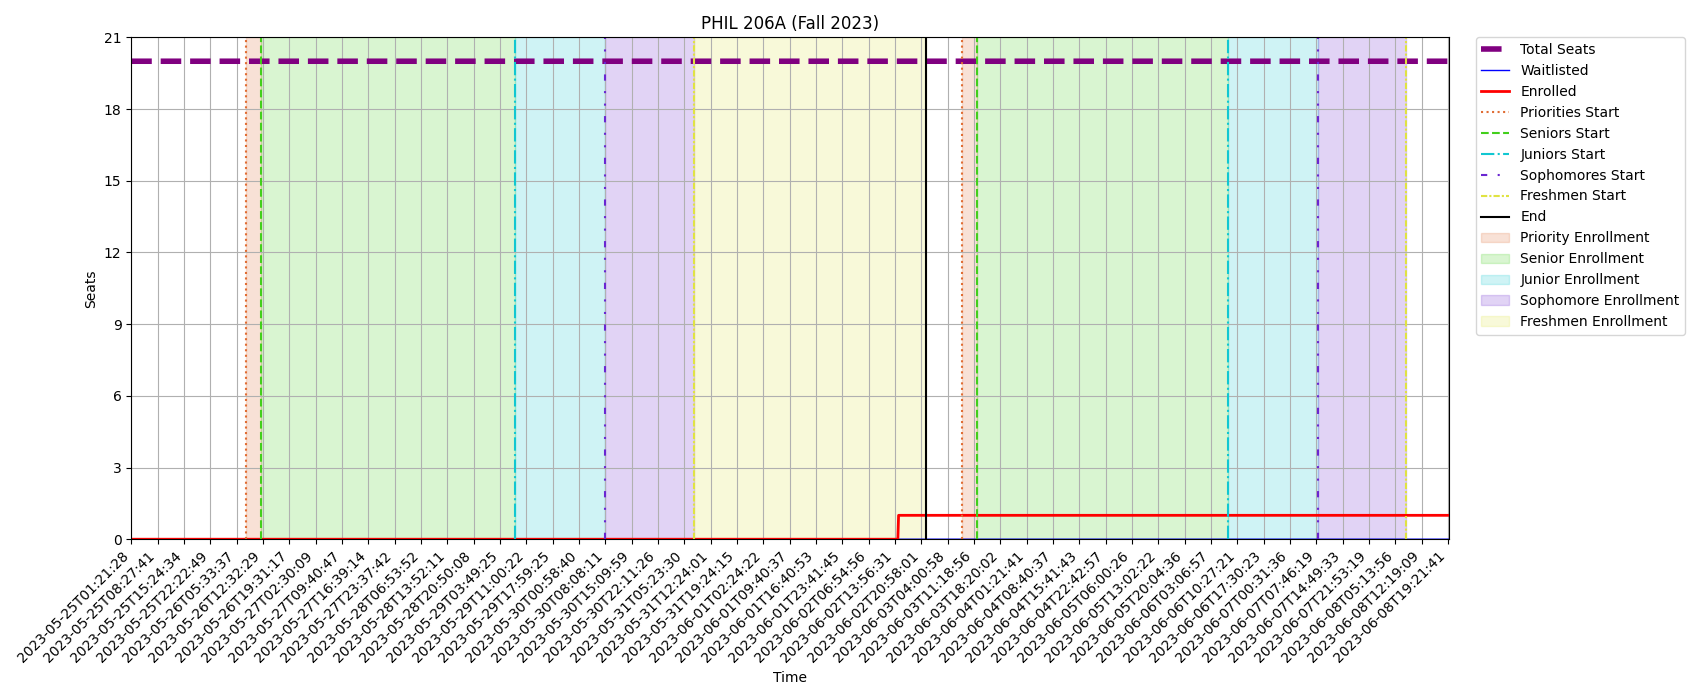 PHIL 206A (Fall 2023)
Seats
21
18
15
12
9
6
3
0
2023-05-25T01:21:28
2023-05-25T08:27:41
2023-05-25T15:24:34
2023-05-25T22:22:49
2023-05-26T05:33:37
2023-05-26T12:32:29
2023-05-26T19:31:17
2023-05-27T02:30:09
2023-05-27T09:40:47
2023-05-27T16:39:14
2023-05-27T23:37:42
2023-05-28T06:53:52
2023-05-28T13:52:11
2023-05-28T20:50:08
2023-05-29T03:49:25
2023-05-29T11:00:22
2023-05-29T17:59:25
2023-05-30T00:58:40
2023-05-30T08:08:11
2023-05-30T15:09:59
2023-05-30T22:11:26
2023-05-31T05:23:30
2023-05-31T12:24:01
2023-05-31T19:24:15
2023-06-01T02:24:22
2023-06-01T09:40:37
2023-06-01T16:40:53
2023-06-01T23:41:45
2023-06-02T06:54:56
2023-06-02T13:56:31
2023-06-02T20:58:01
2023-06-03T04:00:58
2023-06-03T11:18:56
2023-06-03T18:20:02
2023-06-04T01:21:41
2023-06-04T08:40:37
2023-06-04T15:41:43
2023-06-04T22:42:57
2023-06-05T06:00:26
2023-06-05T13:02:22
2023-06-05T20:04:36
2023-06-06T03:06:57
2023-06-06T10:27:21
2023-06-06T17:30:23
2023-06-07T00:31:36
2023-06-07T07:46:19
2023-06-07T14:49:33
2023-06-07T21:53:19
2023-06-08T05:13:56
2023-06-08T12:19:09
2023-06-08T19:21:41
Time
Total Seats
Waitlisted
Enrolled
Priorities Start
Seniors Start
Juniors Start
Sophomores Start
Freshmen Start
End
Priority Enrollment
Senior Enrollment
Junior Enrollment
Sophomore Enrollment
Freshmen Enrollment